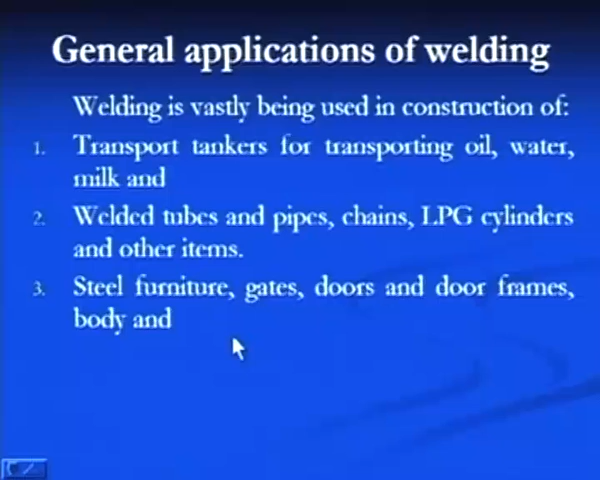 General applications of welding
Welding is vastly being used in construction of:
1. Transport tankers for transporting oil, water,
milk and
2. Welded tubes and pipes, chains, LPG cylinders
and other items.
3. Steel furniture, gates, doors and door frames,
body and